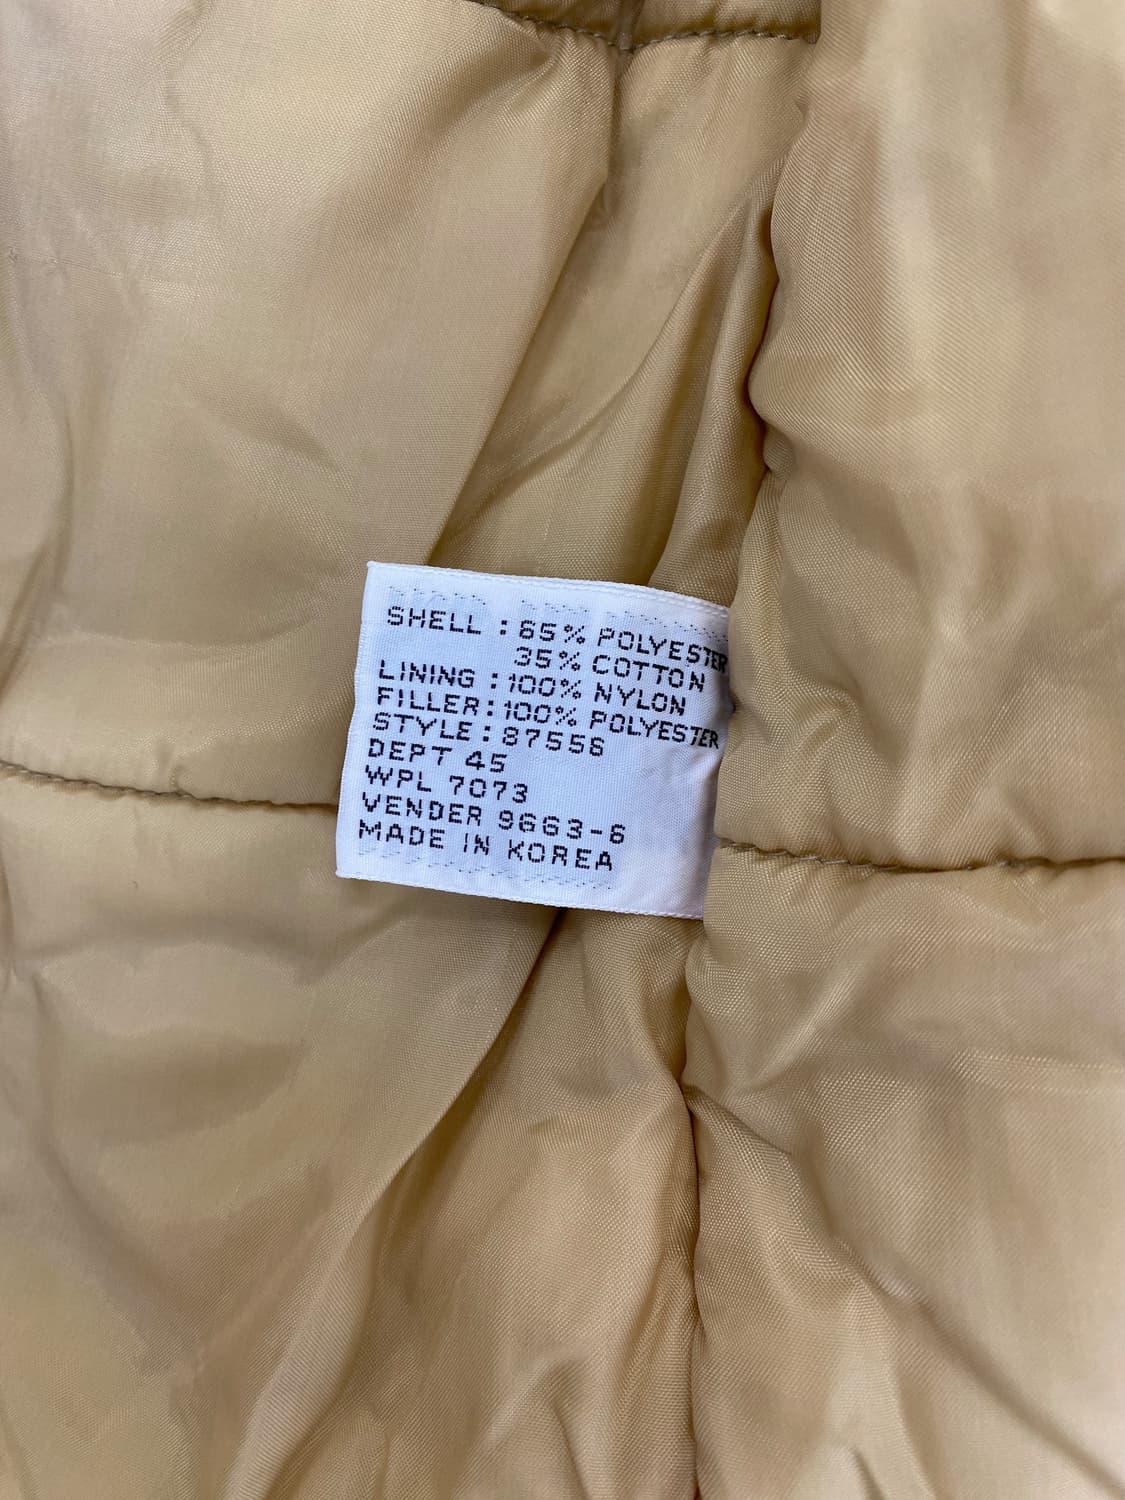 SHELL : 65% POLYESTER
35% COTTON
LINING : 100% NYLON
FILLER : 100% POLYESTER
STYLE : 87556
DEPT 45
WPL 7073
VENDER 9663-6
MADE IN KOREA